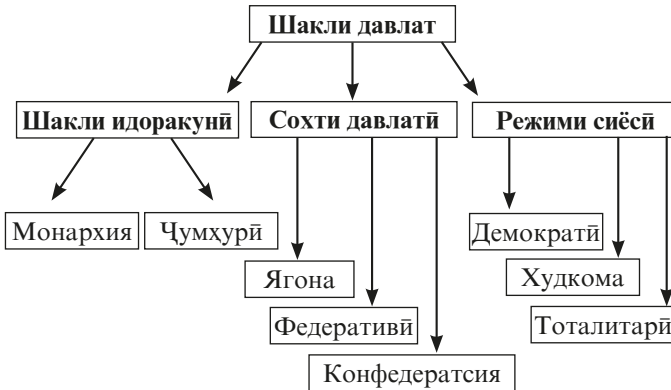 Шакли давлат
Шакли идоракунӣ
Сохти давлатӣ
Режими сиёсӣ
Монархия
Ҷумҳурӣ
Ягона
Федеративӣ
Конфедератсия
Демократӣ
Худкома
Тоталитарӣ